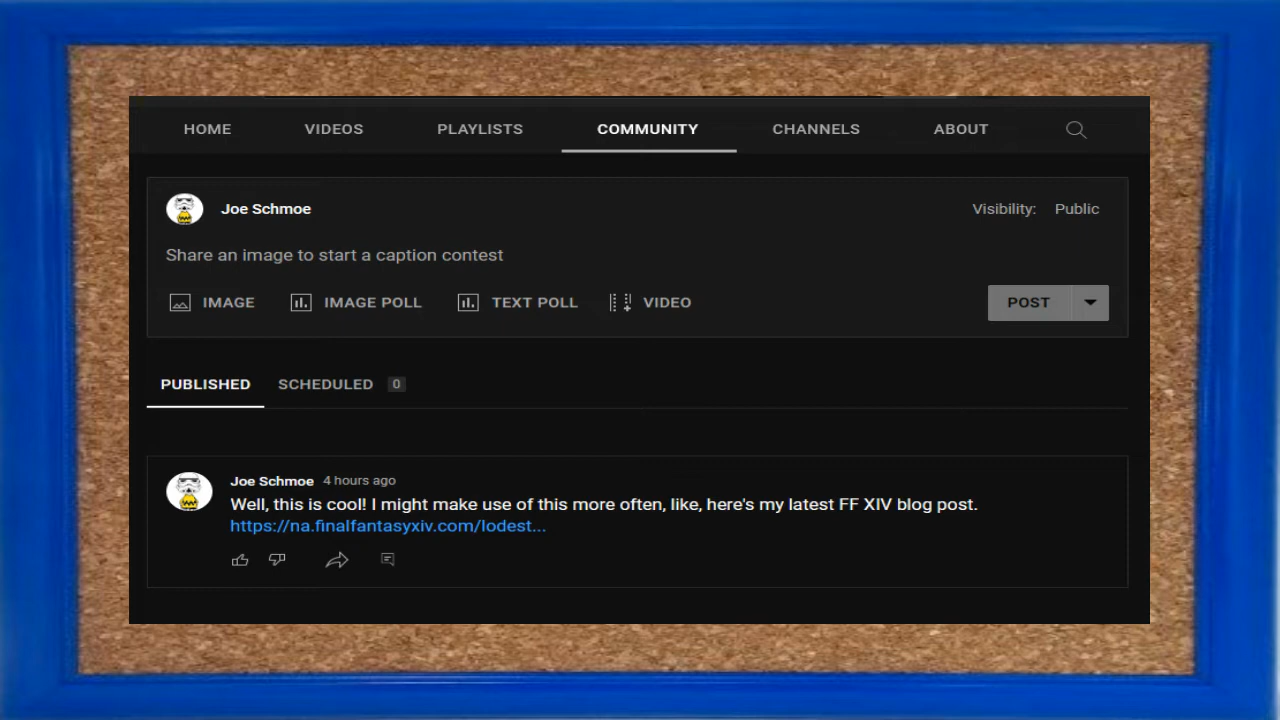 HOME VIDEOS PLAYLISTS COMMUNITY CHANNELS ABOUT
Joe Schmoe Visibility: Public
Share an image to start a caption contest
IMAGE IMAGE POLL TEXT POLL VIDEO POST
PUBLISHED SCHEDULED 0
Joe Schmoe 4 hours ago
Well, this is cool! I might make use of this more often, like, here's my latest FF XIV blog post.
https://na.finalfantasyxiv.com/lodest...